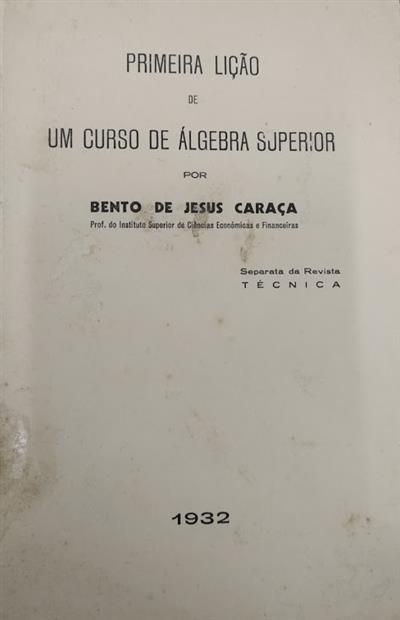 PRIMEIRA LIÇÃO
DE
UM CURSO DE ÁLGEBRA SUPERIOR
POR
BENTO DE JESUS CARAÇA
Prof. do Instituto Superior de Ciências Económicas e Financeiras
Separata da Revista
TÉCNICA
1932